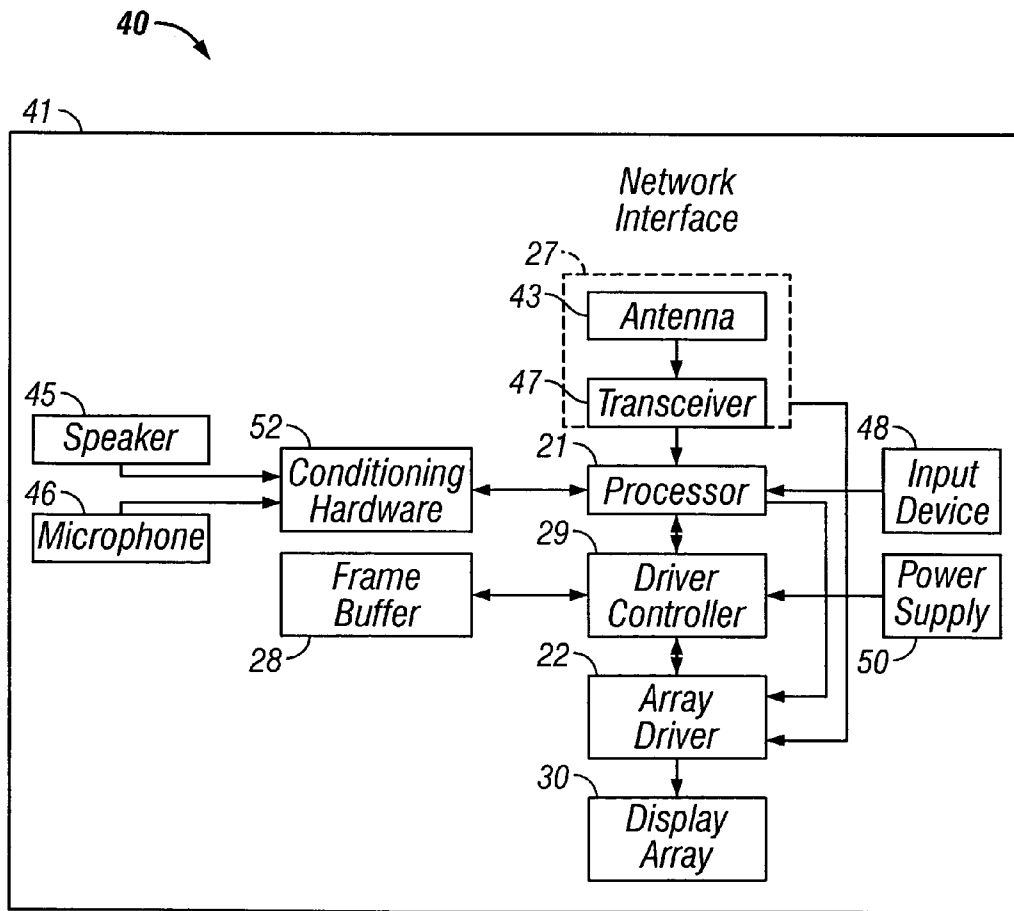 40
41
Network
Interface
27
43
Antenna
47
Transceiver
45
Speaker
52
Conditioning
Hardware
21
Processor
48
Input
Device
46
Microphone
29
Driver
Controller
Frame
Buffer
28
Power
Supply
50
22
Array
Driver
30
Display
Array